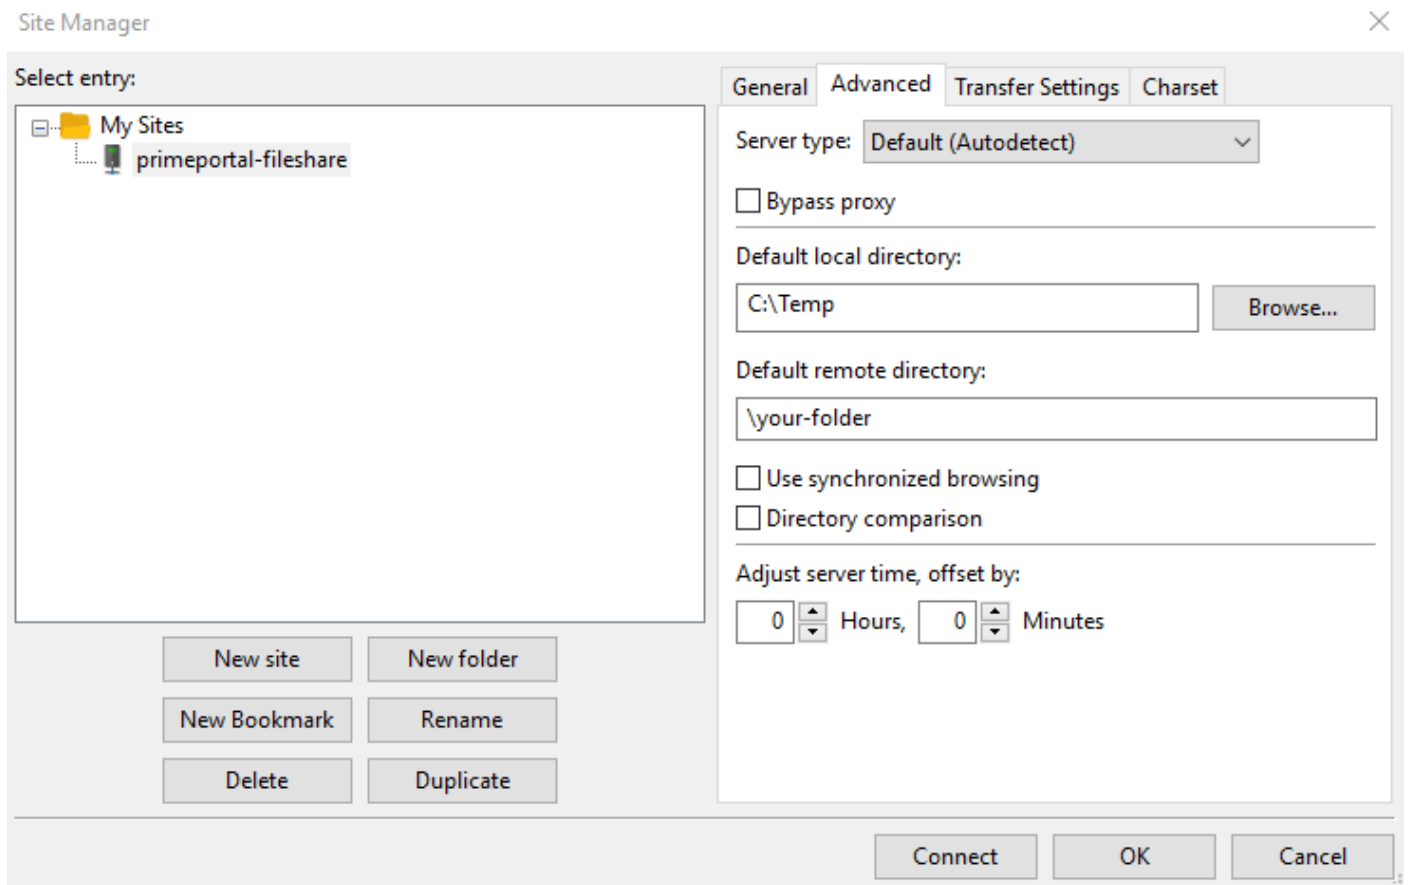 Site Manager
Select entry:
My Sites
primeportal-fileshare
New site
New folder
New Bookmark
Rename
Delete
Duplicate
General
Advanced
Transfer Settings
Charset
Server type:
Default (Autodetect)
Bypass proxy
Default local directory:
C:\Temp
Browse...
Default remote directory:
\your-folder
Use synchronized browsing
Directory comparison
Adjust server time, offset by:
0 Hours, 0 Minutes
Connect
OK
Cancel